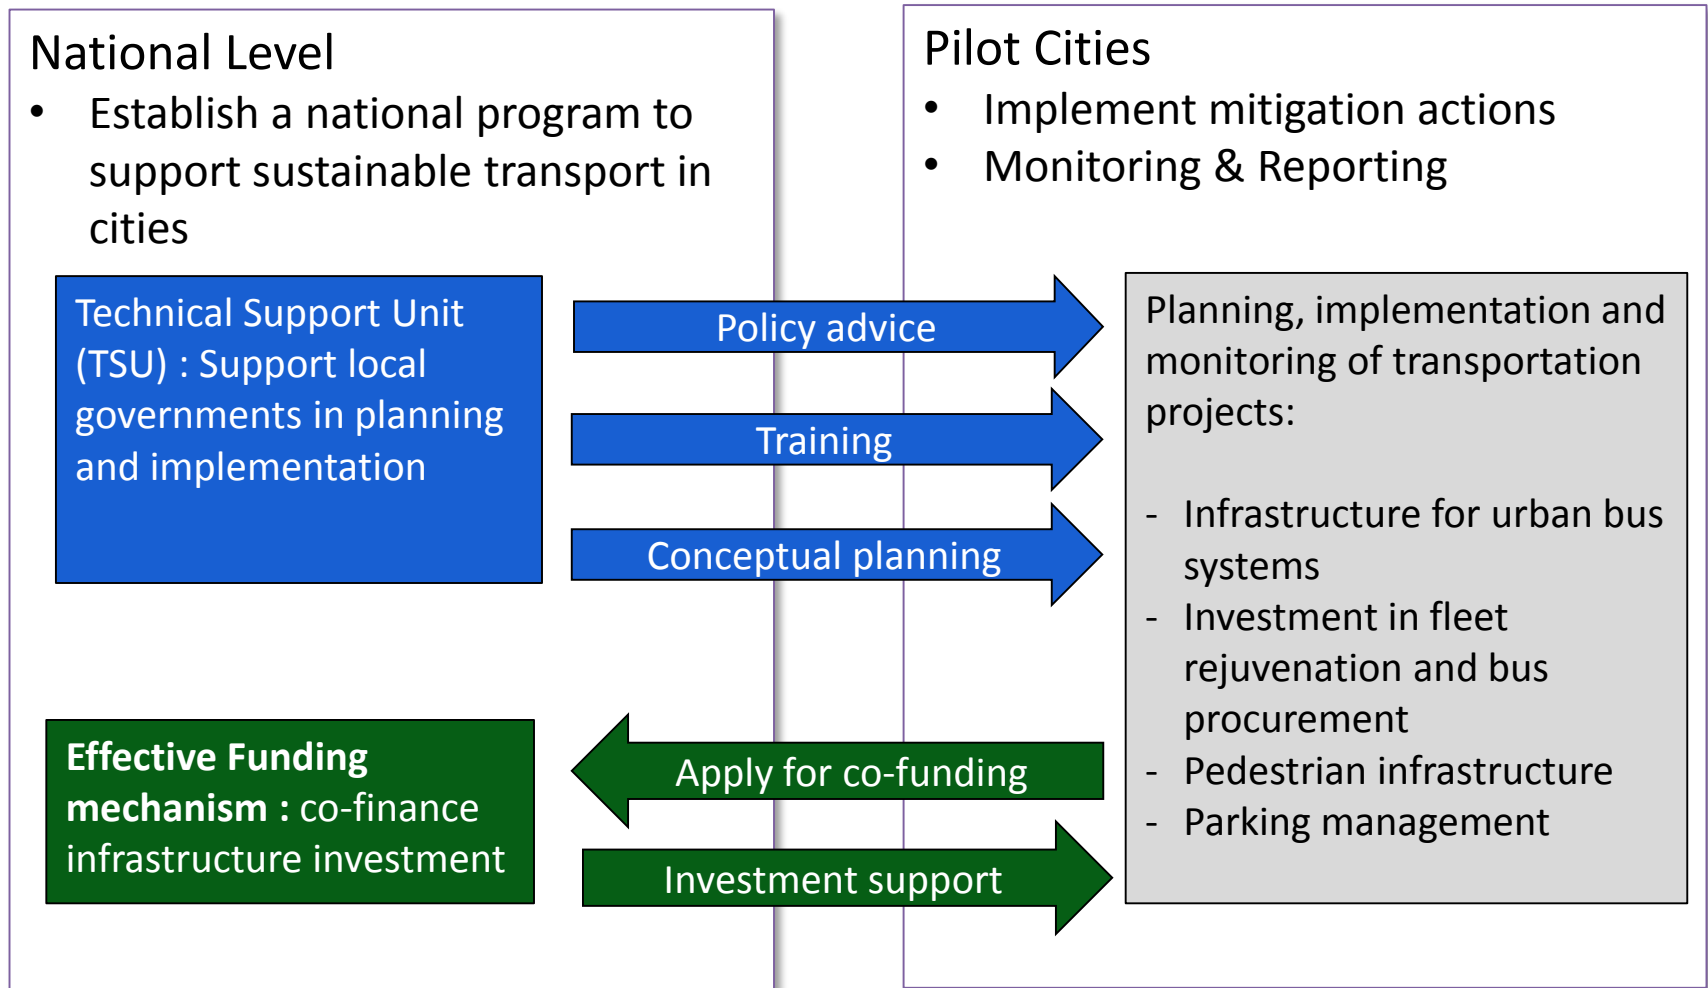 National Level
• Establish a national program to
support sustainable transport in
cities
Technical Support Unit
(TSU) : Support local
governments in planning
and implementation
Effective Funding
mechanism : co-finance
infrastructure investment
Policy advice
Training
Conceptual planning
Apply for co-funding
Investment support
Pilot Cities
• Implement mitigation actions
• Monitoring & Reporting
Planning, implementation and
monitoring of transportation
projects:
- Infrastructure for urban bus
systems
- Investment in fleet
rejuvenation and bus
procurement
- Pedestrian infrastructure
- Parking management